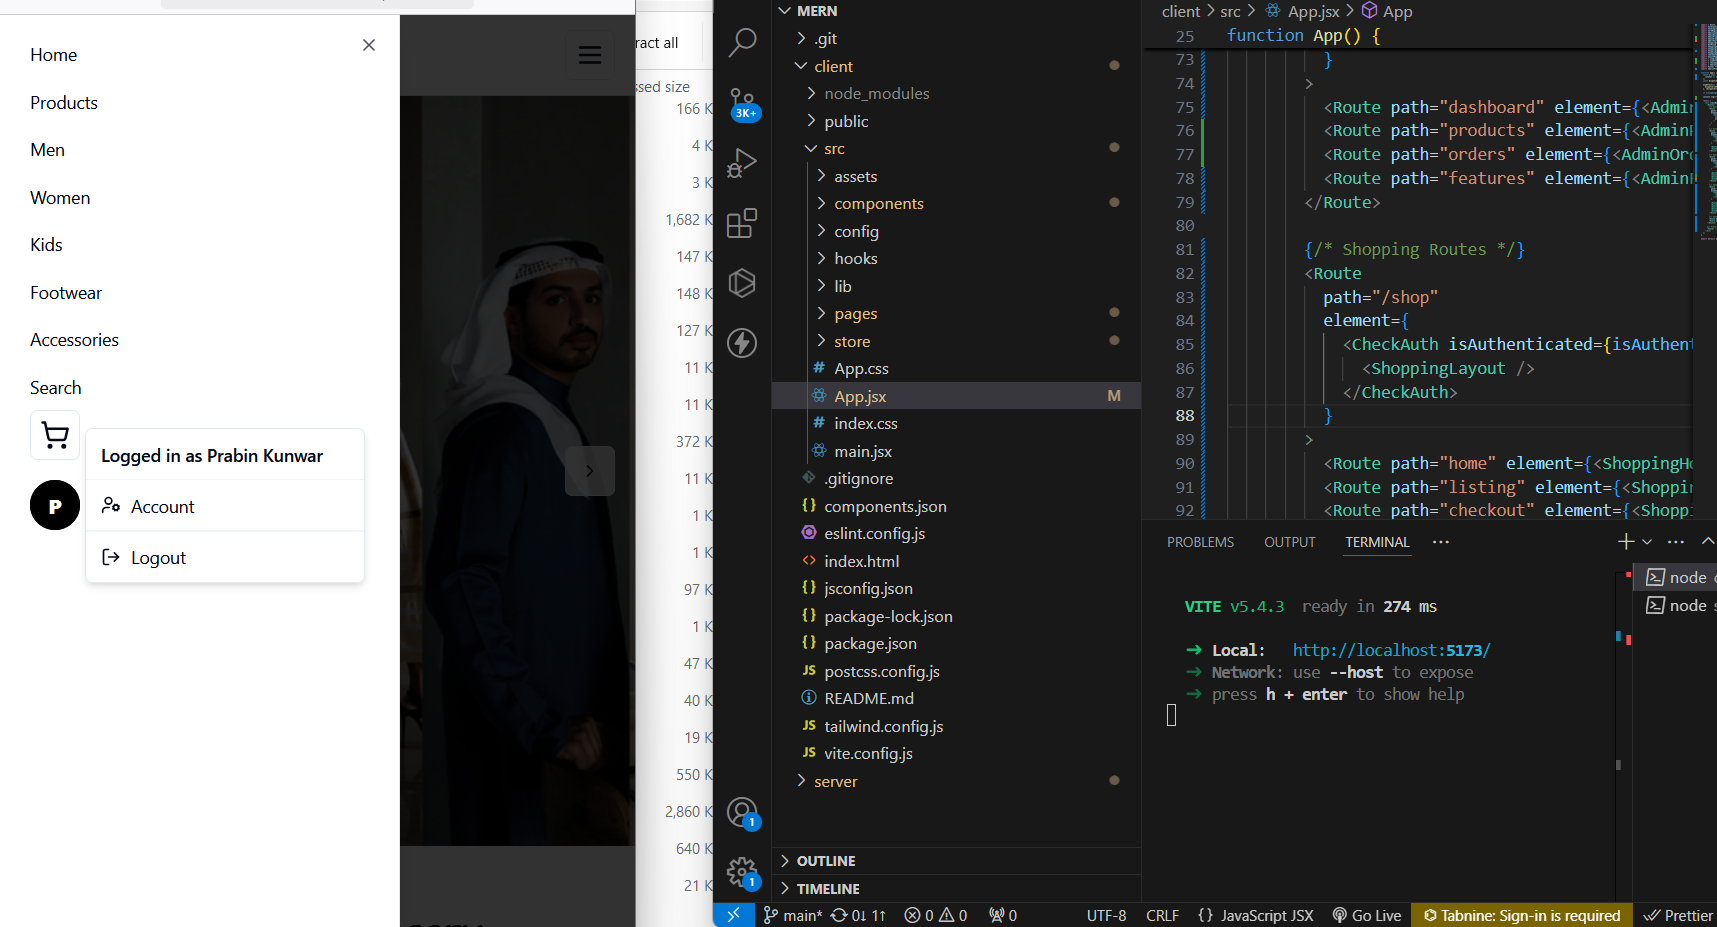 Home
Products
Men
Women
Kids
Footwear
Accessories
Search
Logged in as Prabin Kunwar
P
Account
Logout
ract all
ssed size
166 K
4 K
3 K
1,682 K
147 K
148 K
127 K
11 K
11 K
372 K
11 K
1 K
1 K
97 K
1 K
47 K
40 K
19 K
550 K
2,860 K
640 K
21 K
3K+
1
1
MERN
.git
client
node_modules
public
src
assets
components
config
hooks
lib
pages
store
# App.css
App.jsx M
# index.css
main.jsx
.gitignore
{} components.json
eslint.config.js
<> index.html
{} jsconfig.json
{} package-lock.json
{} package.json
JS postcss.config.js
README.md
JS tailwind.config.js
JS vite.config.js
server
OUTLINE
TIMELINE
client > src > App.jsx > App
25 function App() {
73 }
74 >
75 <Route path="dashboard" element={<Admin
76 <Route path="products" element={<Admin
77 <Route path="orders" element={<AdminOr
78 <Route path="features" element={<Admin
79 </Route>
80
81 {/* Shopping Routes */}
82 <Route
83 path="/shop"
84 element={
85 <CheckAuth isAuthenticated={isAuthent
86 <ShoppingLayout />
87 </CheckAuth>
88 }
89 >
90 <Route path="home" element={<ShoppingHo
91 <Route path="listing" element={<Shoppin
92 <Route path="checkout" element={<Shopp
PROBLEMS OUTPUT TERMINAL ...
VITE v5.4.3 ready in 274 ms
➜ Local: http://localhost:5173/
➜ Network: use --host to expose
➜ press h + enter to show help
node c
node s
main* 0↓ 1↑ 0 0 0 UTF-8 CRLF {} JavaScript JSX Go Live Tabnine: Sign-in is required Prettier